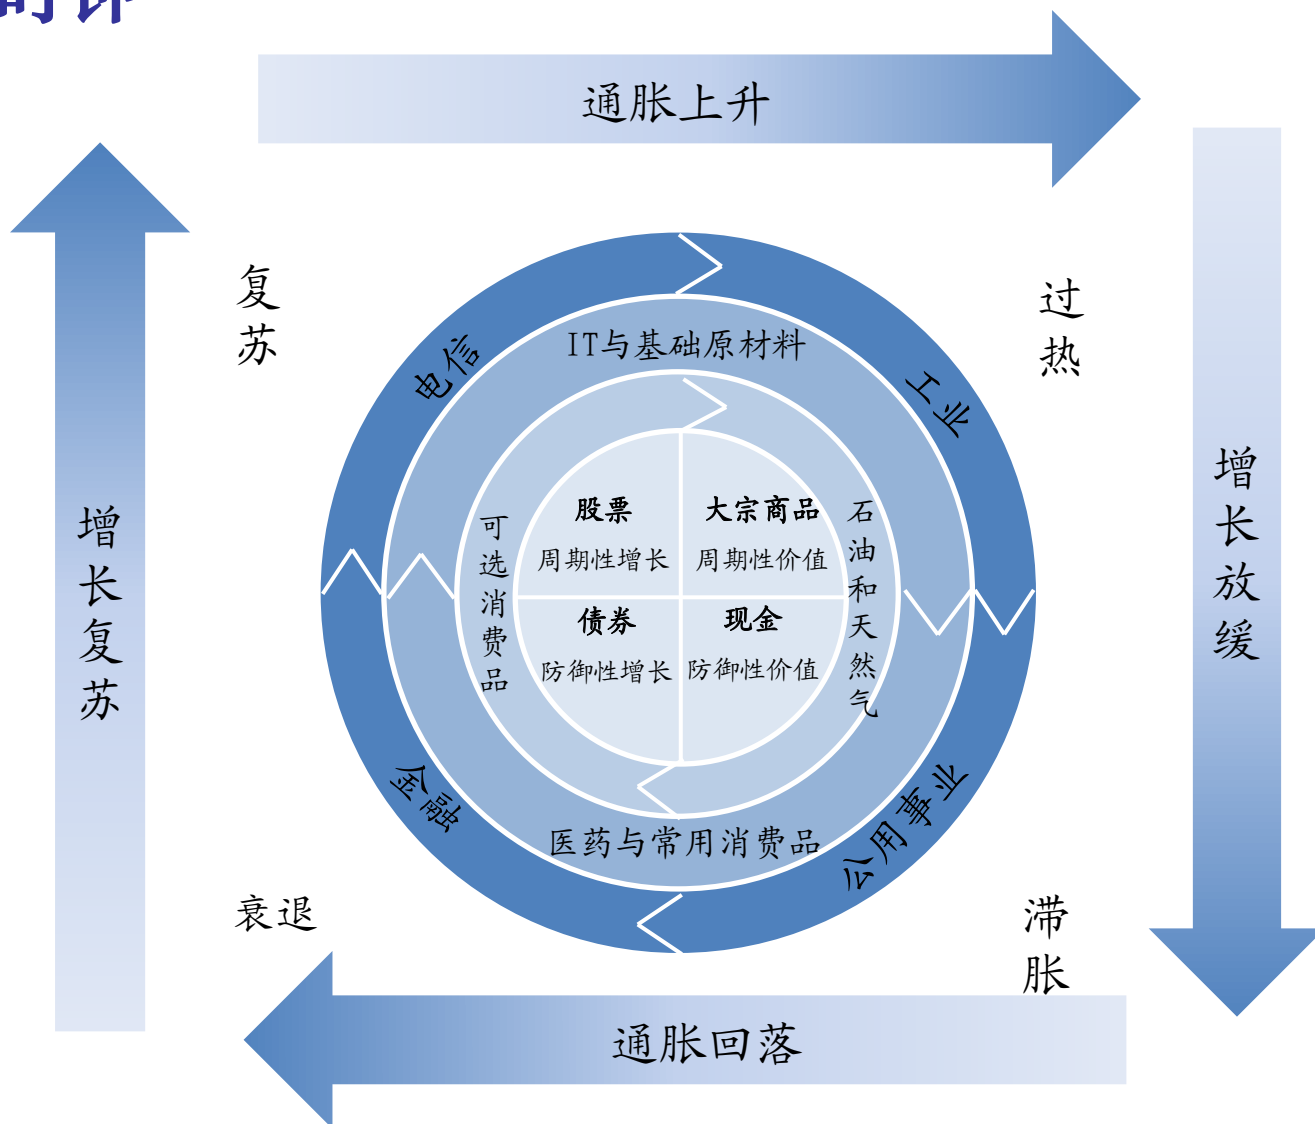 时钟
通胀上升
复苏
过热
电信
IT与基础原材料
工业
增长复苏
可选消费品
股票
周期性增长
大宗商品
周期性价值
债券
防御性增长
现金
防御性价值
石油和天然气
增长放缓
金融
医药与常用消费品
公用事业
衰退
滞胀
通胀回落